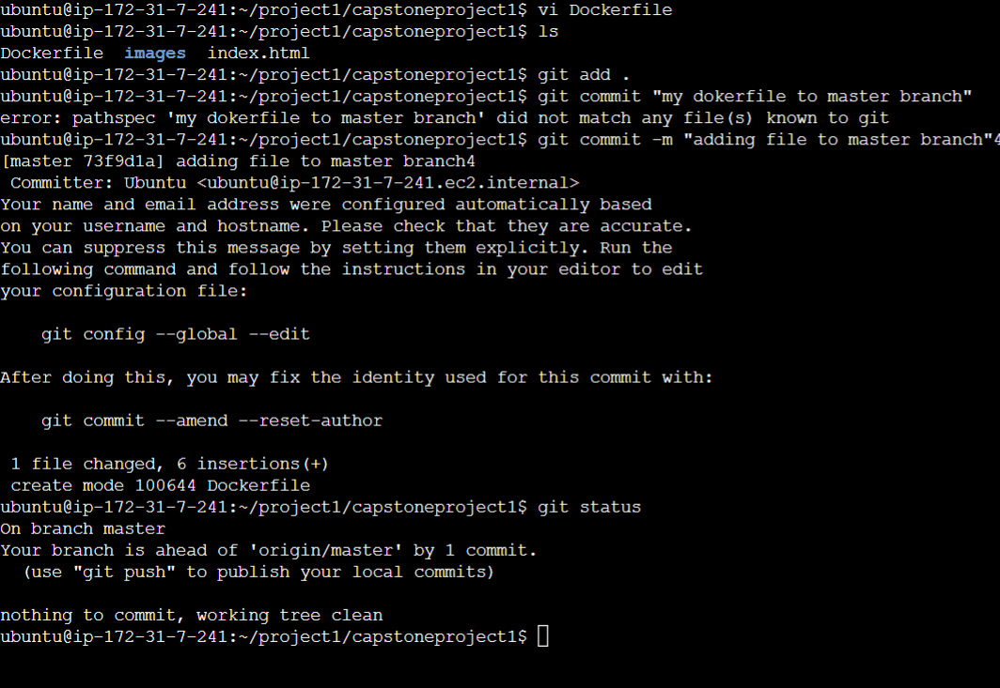 ubuntu@ip-172-31-7-241:~/project1/capstoneproject1$ vi Dockerfile
ubuntu@ip-172-31-7-241:~/project1/capstoneproject1$ ls
Dockerfile  images  index.html
ubuntu@ip-172-31-7-241:~/project1/capstoneproject1$ git add .
ubuntu@ip-172-31-7-241:~/project1/capstoneproject1$ git commit "my dokerfile to master branch"
error: pathspec 'my dokerfile to master branch' did not match any file(s) known to git
ubuntu@ip-172-31-7-241:~/project1/capstoneproject1$ git commit -m "adding file to master branch"4
[master 73f9d1a] adding file to master branch4
 Committer: Ubuntu <ubuntu@ip-172-31-7-241.ec2.internal>
Your name and email address were configured automatically based
on your username and hostname. Please check that they are accurate.
You can suppress this message by setting them explicitly. Run the
following command and follow the instructions in your editor to edit
your configuration file:

    git config --global --edit

After doing this, you may fix the identity used for this commit with:

    git commit --amend --reset-author

 1 file changed, 6 insertions(+)
 create mode 100644 Dockerfile
ubuntu@ip-172-31-7-241:~/project1/capstoneproject1$ git status
On branch master
Your branch is ahead of 'origin/master' by 1 commit.
  (use "git push" to publish your local commits)

nothing to commit, working tree clean
ubuntu@ip-172-31-7-241:~/project1/capstoneproject1$